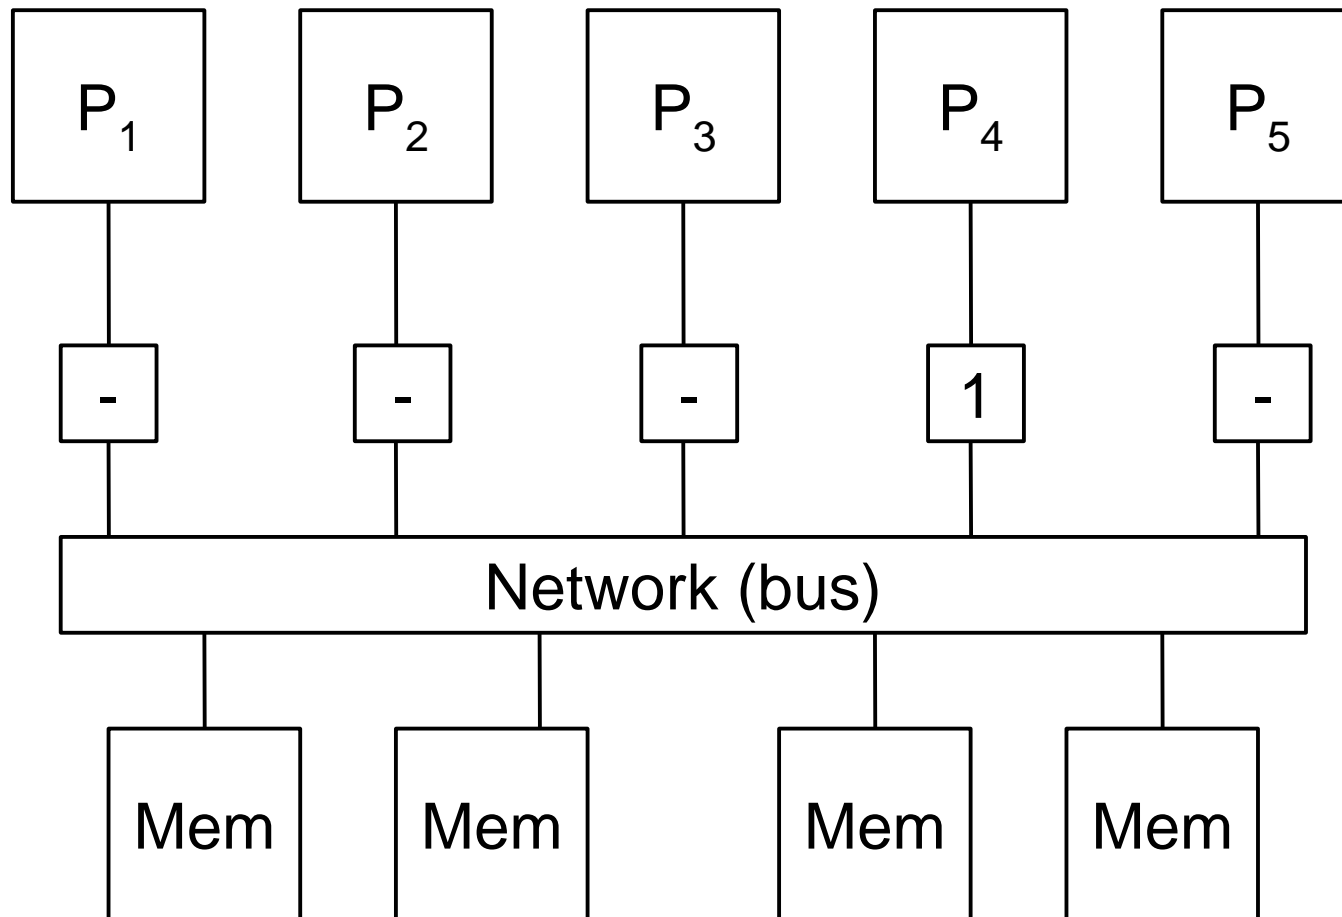 P₁ P₂ P₃ P₄ P₅
- - - 1 -
Network (bus)
Mem Mem Mem Mem